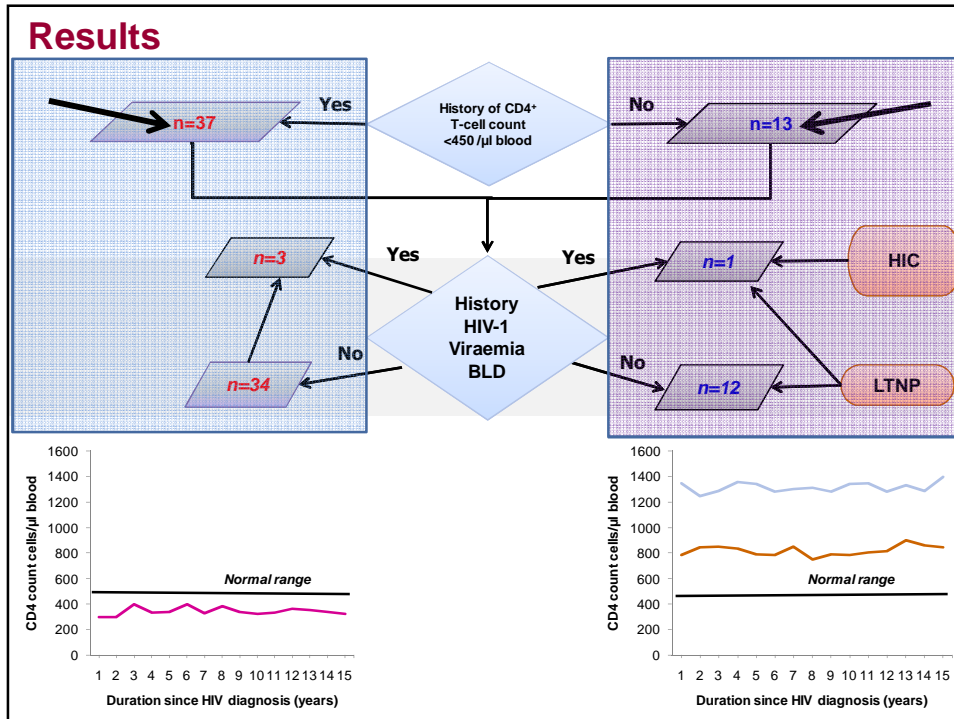 Results
Yes
History of CD4+
T-cell count
<450 /µl blood
No
n=37
n=13
Yes
Yes
n=3
n=1
HIC
History
HIV-1
Viraemia
BLD
No
No
n=34
n=12
LTNP
CD4 count cells/µl blood
1600
1400
1200
1000
800
600
400
200
0
Normal range
1 2 3 4 5 6 7 8 9 10 11 12 13 14 15
Duration since HIV diagnosis (years)
CD4 count cells/µl blood
1600
1400
1200
1000
800
600
400
200
0
Normal range
1 2 3 4 5 6 7 8 9 10 11 12 13 14 15
Duration since HIV diagnosis (years)